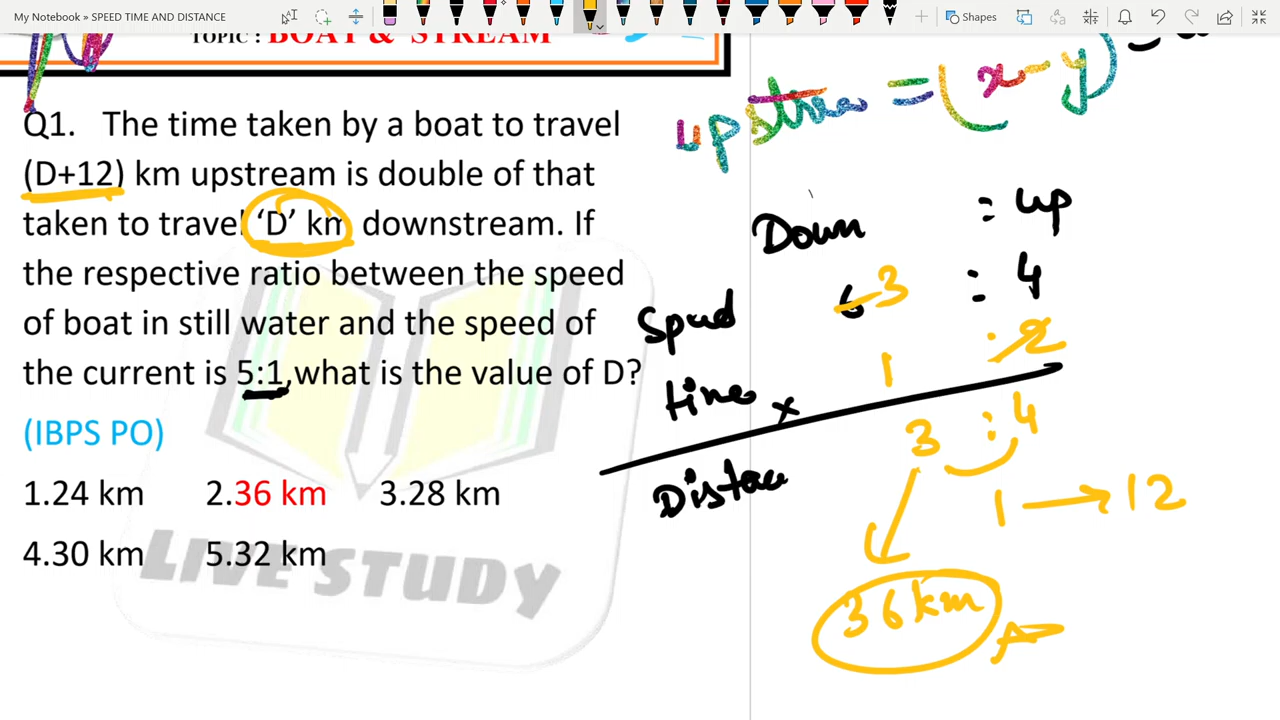 My Notebook » SPEED TIME AND DISTANCE
Shapes
TOPIC : BOAT & STREAM
upstream = (x-y)
Q1. The time taken by a boat to travel
(D+12) km upstream is double of that
taken to travel ‘D’ km downstream. If
the respective ratio between the speed
of boat in still water and the speed of
the current is 5:1,what is the value of D?
(IBPS PO)
1.24 km 2.36 km 3.28 km
4.30 km 5.32 km
Down : up
Speed 6 3 : 4
time 1 : 2
×
Distance 3 : 4
1 → 12
36 km
LIVE STUDY